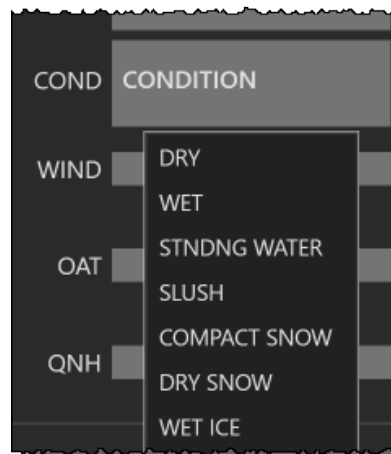 COND CONDITION
WIND
DRY
WET
OAT
STNDNG WATER
SLUSH
QNH
COMPACT SNOW
DRY SNOW
WET ICE